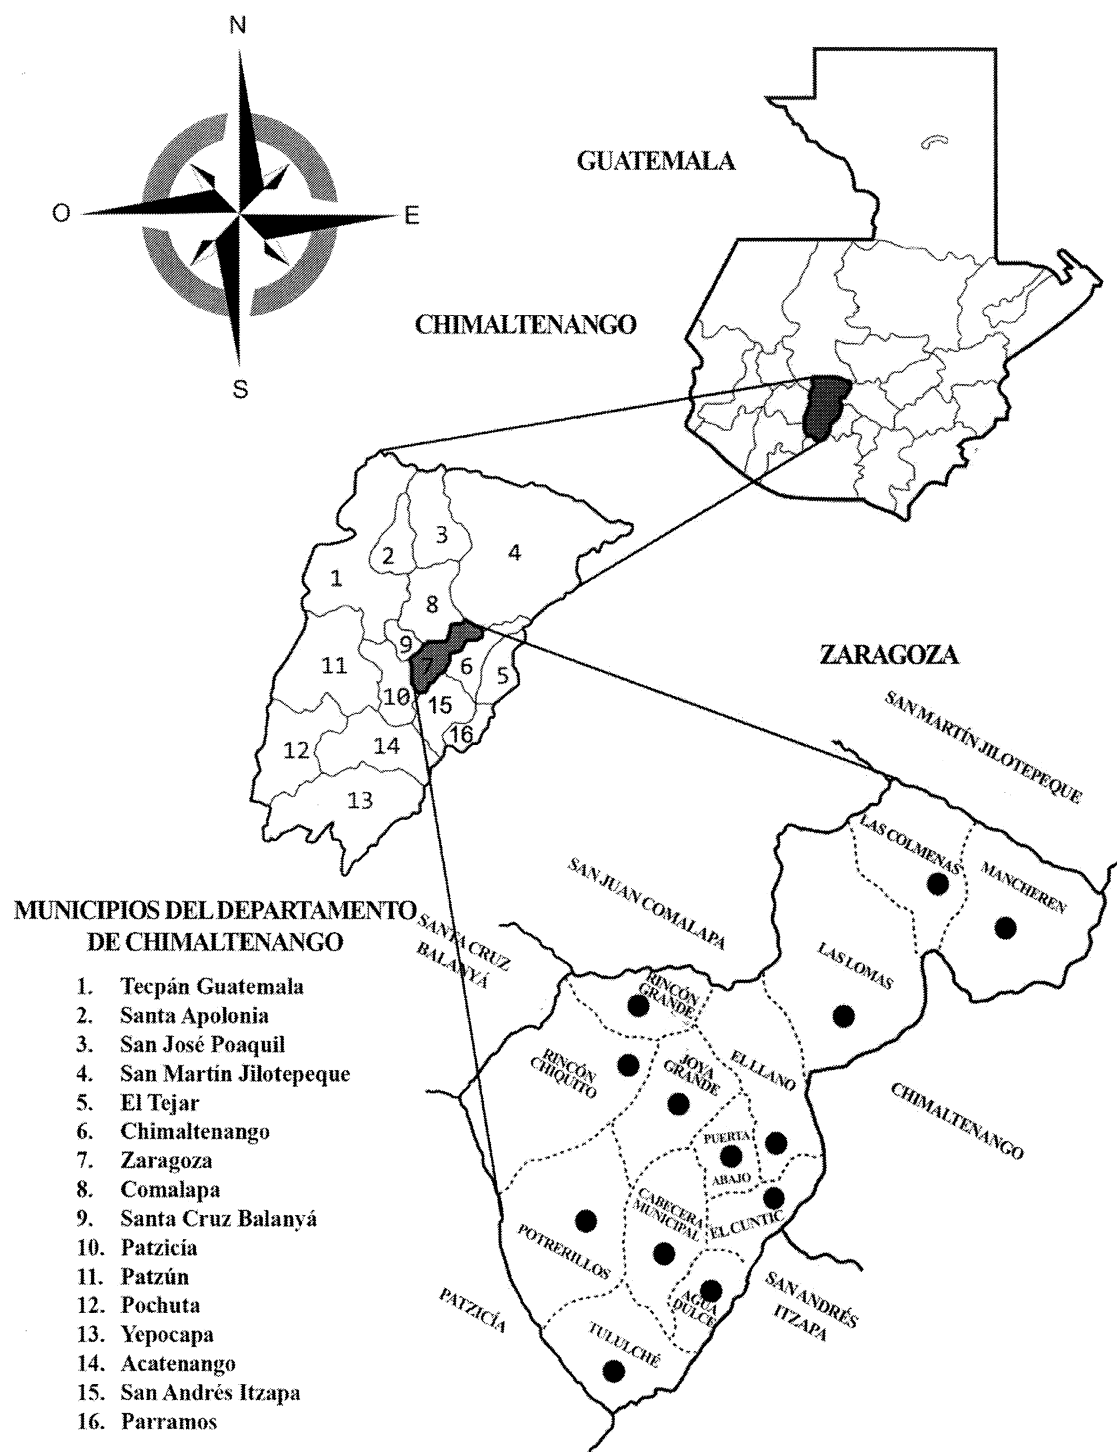 N
O
E
S
GUATEMALA
CHIMALTENANGO
1
2
3
4
8
9
7
6
5
11
10
15
16
12
14
13
ZARAGOZA
SAN MARTÍN JILOTEPEQUE
SAN JUAN COMALAPA
SANTA CRUZ
BALANYÁ
LAS COLMENAS
MANCHEREN
LAS LOMAS
RINCÓN
GRANDE
RINCÓN
CHIQUITO
JOYA
GRANDE
EL LLANO
CHIMALTENANGO
PUERTA
ABAJO
CABECERA
MUNICIPAL
EL CUNTIC
POTRERILLOS
AGUA
DULCE
SAN ANDRÉS
ITZAPA
PATZICÍA
TULULCHÉ
MUNICIPIOS DEL DEPARTAMENTO
DE CHIMALTENANGO
1. Tecpán Guatemala
2. Santa Apolonia
3. San José Poaquil
4. San Martín Jilotepeque
5. El Tejar
6. Chimaltenango
7. Zaragoza
8. Comalapa
9. Santa Cruz Balanyá
10. Patzicía
11. Patzún
12. Pochuta
13. Yepocapa
14. Acatenango
15. San Andrés Itzapa
16. Parramos